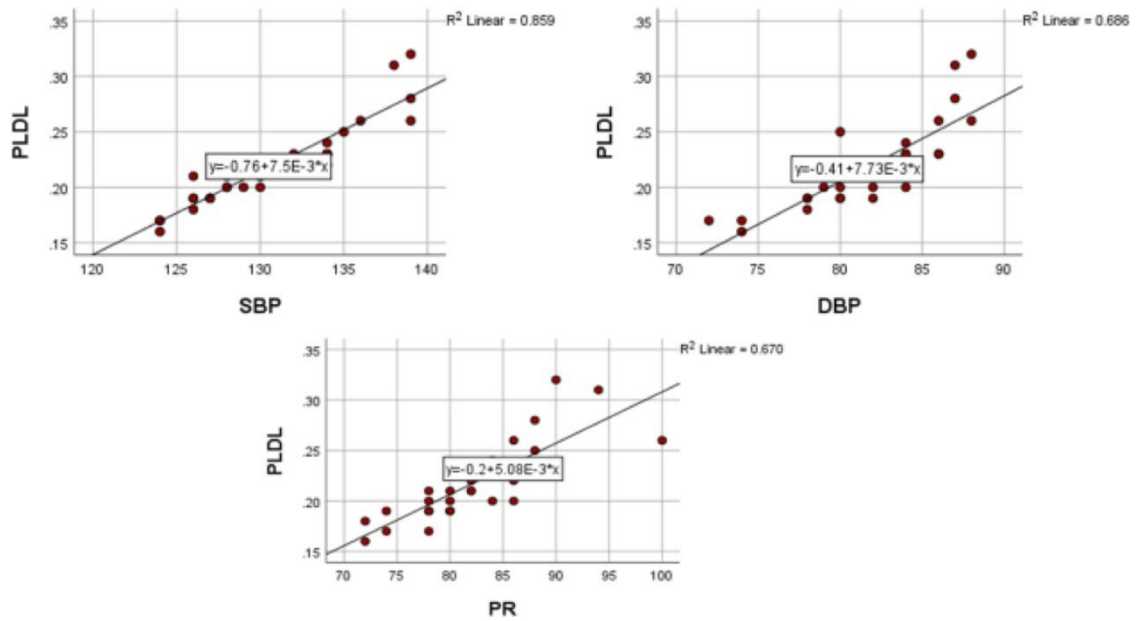 R² Linear = 0.859
.35
.30
.25
.20
.15
PLDL
y=-0.76+7.5E-3*x
120 125 130 135 140
SBP
R² Linear = 0.686
.35
.30
.25
.20
.15
PLDL
y=-0.41+7.73E-3*x
70 75 80 85 90
DBP
R² Linear = 0.670
.35
.30
.25
.20
.15
PLDL
y=-0.2+5.08E-3*x
70 75 80 85 90 95 100
PR